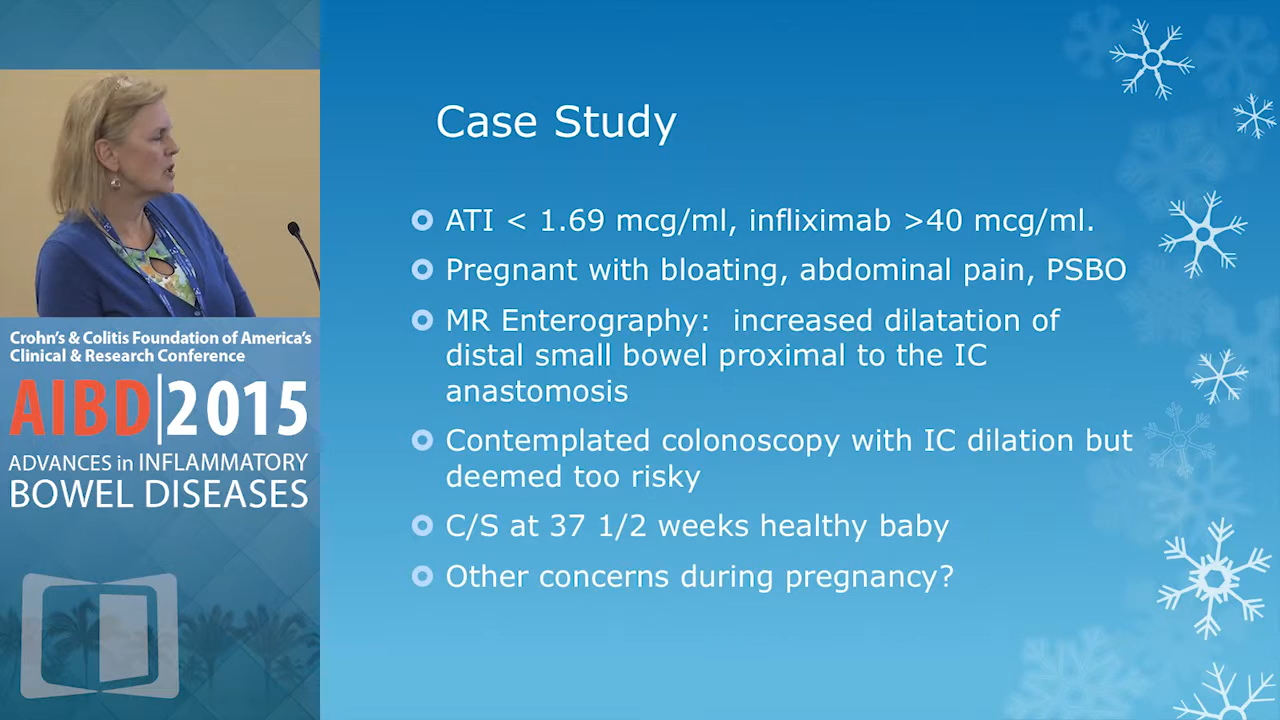 Crohn's & Colitis Foundation of America's
Clinical & Research Conference
AIBD|2015
ADVANCES in INFLAMMATORY
BOWEL DISEASES
Case Study
ATI < 1.69 mcg/ml, infliximab >40 mcg/ml.
Pregnant with bloating, abdominal pain, PSBO
MR Enterography:  increased dilatation of
distal small bowel proximal to the IC
anastomosis
Contemplated colonoscopy with IC dilation but
deemed too risky
C/S at 37 1/2 weeks healthy baby
Other concerns during pregnancy?